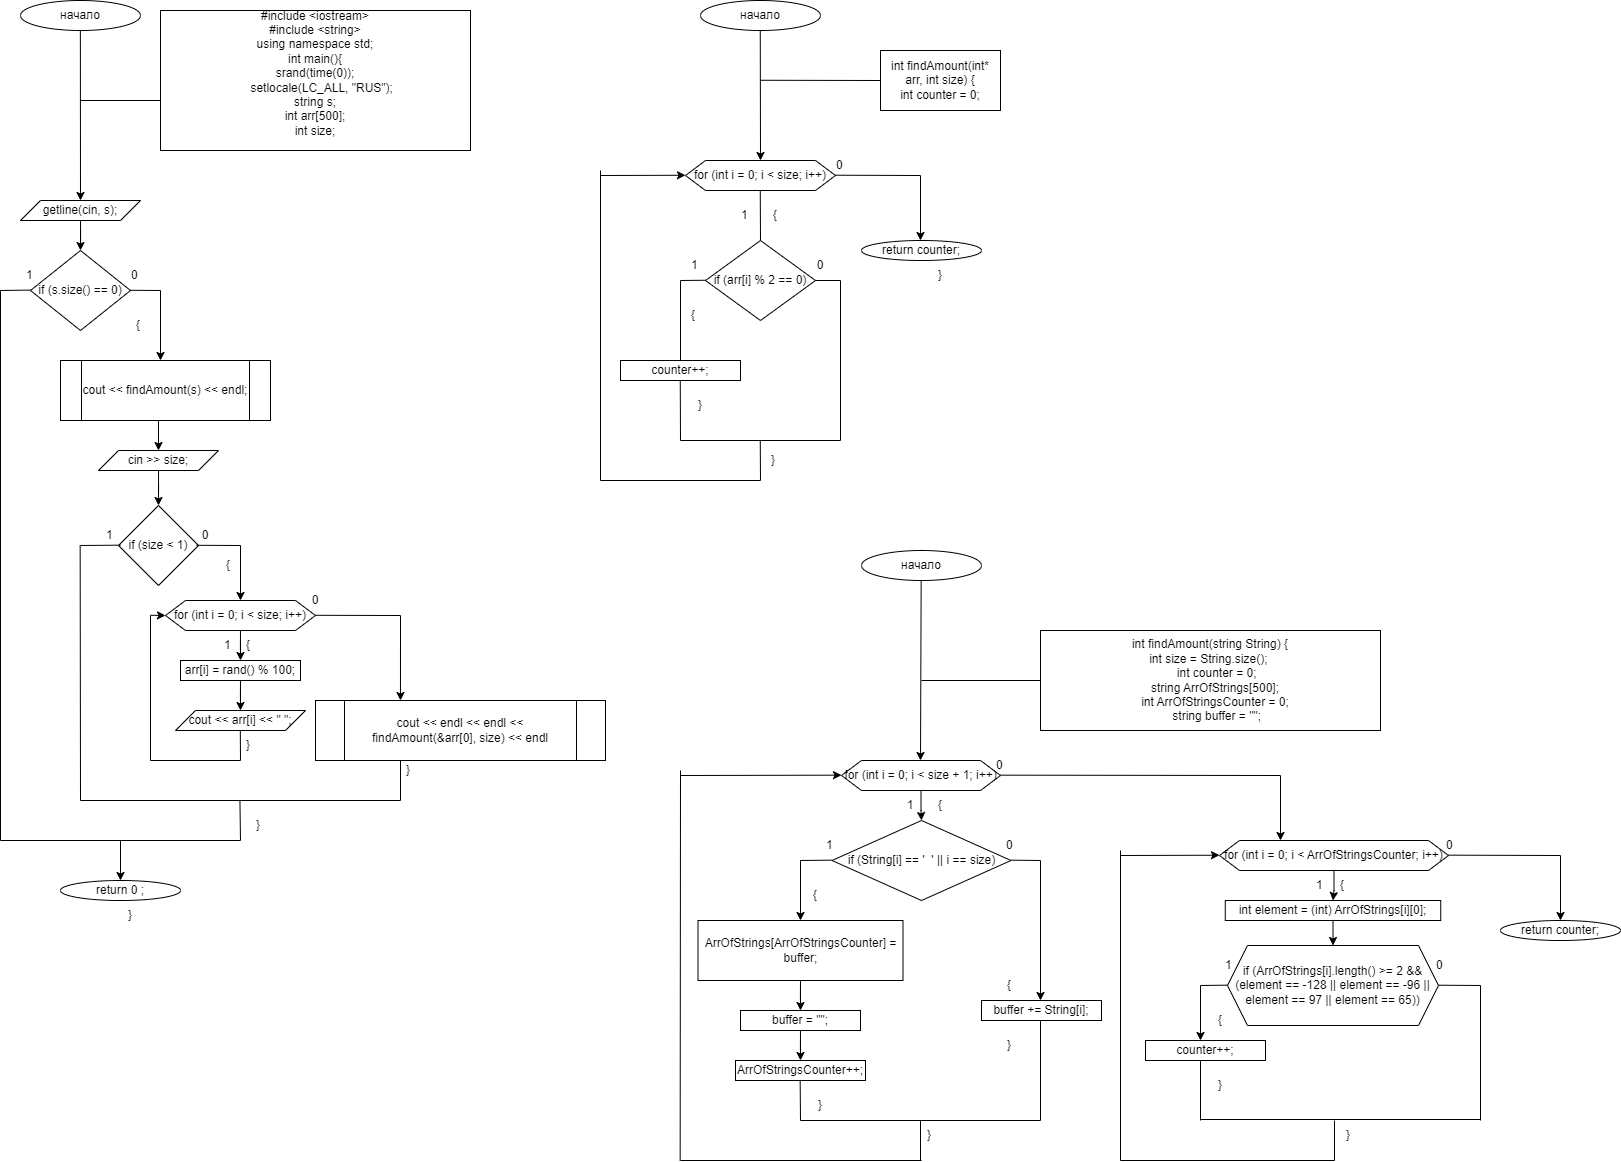 начало
#include <iostream>
#include <string>
using namespace std;
int main(){
srand(time(0));
setlocale(LC_ALL, "RUS");
string s;
int arr[500];
int size;
getline(cin, s);
1
0
if (s.size() == 0)
{
cout << findAmount(s) << endl;
cin >> size;
1
0
if (size < 1)
{
for (int i = 0; i < size; i++)
0
1
{
arr[i] = rand() % 100;
cout << arr[i] << " ";
}
cout << endl << endl <<
findAmount(&arr[0], size) << endl
}
}
return 0 ;
}
начало
int findAmount(int*
arr, int size) {
int counter = 0;
for (int i = 0; i < size; i++)
0
1
{
return counter;
}
1
0
if (arr[i] % 2 == 0)
{
counter++;
}
}
начало
int findAmount(string String) {
int size = String.size();
int counter = 0;
string ArrOfStrings[500];
int ArrOfStringsCounter = 0;
string buffer = "";
for (int i = 0; i < size + 1; i++)
0
1
{
1
0
if (String[i] == ' ' || i == size)
{
ArrOfStrings[ArrOfStringsCounter] =
buffer;
buffer = "";
ArrOfStringsCounter++;
}
{
buffer += String[i];
}
}
for (int i = 0; i < ArrOfStringsCounter; i++)
0
1
{
int element = (int) ArrOfStrings[i][0];
return counter;
1
0
if (ArrOfStrings[i].length() >= 2 &&
(element == -128 || element == -96 ||
element == 97 || element == 65))
{
counter++;
}
}